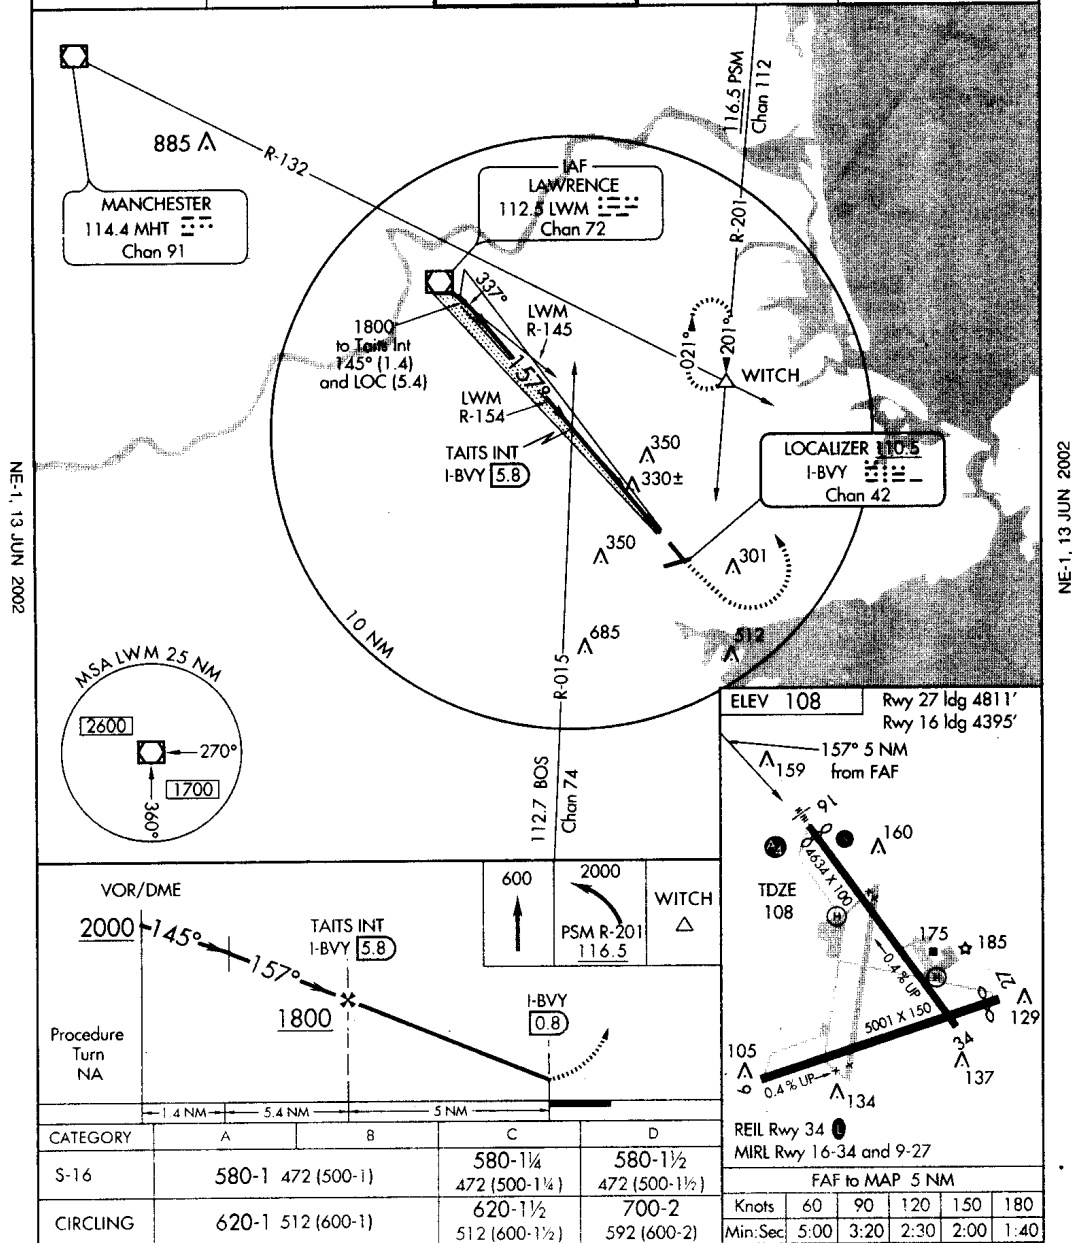 116.5 PSM
Chan 112
R-201
885
R-132
MANCHESTER
114.4 MHT
Chan 91
IAF
LAWRENCE
112.5 LWM
Chan 72
337°
LWM
R-145
1800
to Taits Int
145° (1.4)
and LOC (5.4)
157°
LWM
R-154
TAITS INT
I-BVY 5.8
021°
201°
WITCH
350
330±
LOCALIZER 110.5
I-BVY
Chan 42
350
301
685
512
10 NM
R-015
112.7 BOS
Chan 74
NE-1, 13 JUN 2002
NE-1, 13 JUN 2002
MSA LWM 25 NM
2600
270°
1700
360°
ELEV 108
Rwy 27 ldg 4811'
Rwy 16 ldg 4395'
157° 5 NM
from FAF
159
16
160
4634 X 100
TDZE
108
H
175
185
0.4% UP
H
27
5001 X 150
129
34
105
9
0.4% UP
134
137
REIL Rwy 34 L
MIRL Rwy 16-34 and 9-27
VOR/DME
2000
145°
157°
TAITS INT
I-BVY 5.8
1800
600
2000
PSM R-201
116.5
WITCH
I-BVY
0.8
Procedure
Turn
NA
1.4 NM 5.4 NM 5 NM
CATEGORY A B C D
S-16 580-1 472 (500-1) 580-1¼ 472 (500-1¼) 580-1½ 472 (500-1½)
CIRCLING 620-1 512 (600-1) 620-1½ 512 (600-1½) 700-2 592 (600-2)
FAF to MAP 5 NM
Knots 60 90 120 150 180
Min:Sec 5:00 3:20 2:30 2:00 1:40